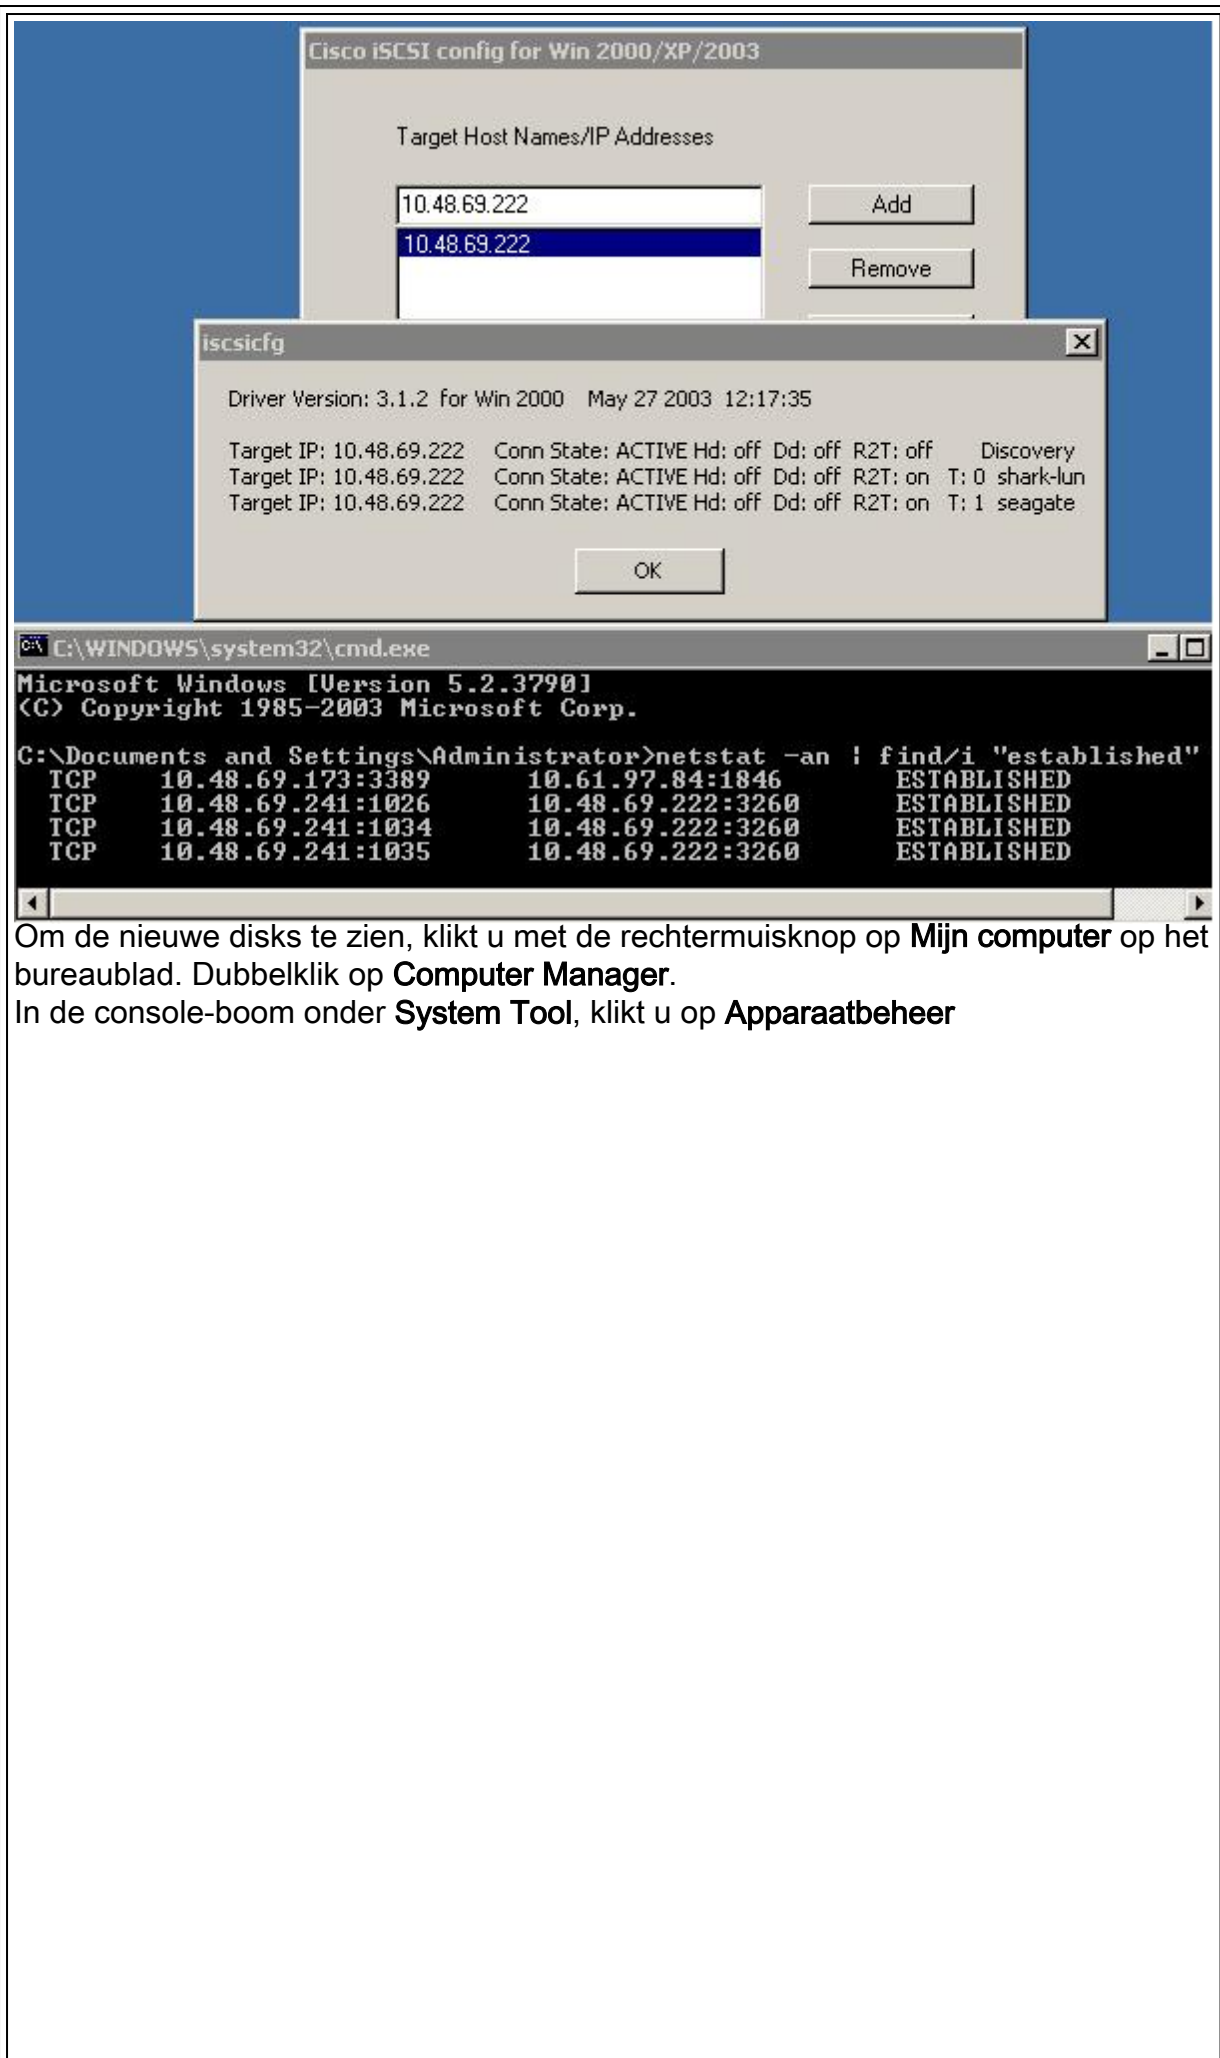 Cisco iSCSI config for Win 2000/XP/2003
Target Host Names/IP Addresses
10.48.69.222
Add
10.48.69.222
Remove
iscsicfg
Driver Version: 3.1.2 for Win 2000 May 27 2003 12:17:35
Target IP: 10.48.69.222 Conn State: ACTIVE Hd: off Dd: off R2T: off Discovery
Target IP: 10.48.69.222 Conn State: ACTIVE Hd: off Dd: off R2T: on T: 0 shark-lun
Target IP: 10.48.69.222 Conn State: ACTIVE Hd: off Dd: off R2T: on T: 1 seagate
OK
C:\WINDOWS\system32\cmd.exe
Microsoft Windows [Version 5.2.3790]
(C) Copyright 1985-2003 Microsoft Corp.
C:\Documents and Settings\Administrator>netstat -an | find/i "established"
TCP 10.48.69.173:3389 10.61.97.84:1846 ESTABLISHED
TCP 10.48.69.241:1026 10.48.69.222:3260 ESTABLISHED
TCP 10.48.69.241:1034 10.48.69.222:3260 ESTABLISHED
TCP 10.48.69.241:1035 10.48.69.222:3260 ESTABLISHED
Om de nieuwe disks te zien, klikt u met de rechtermuisknop op Mijn computer op het
bureaublad. Dubbelklik op Computer Manager.
In de console-boom onder System Tool, klikt u op Apparaatbeheer